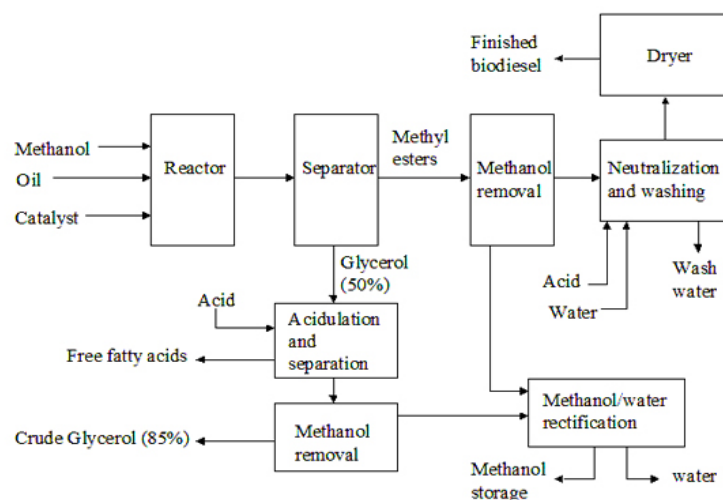 Finished
biodiesel
Dryer
Methanol
Oil
Catalyst
Reactor
Separator
Methyl
esters
Methanol
removal
Neutralization
and washing
Glycerol
(50%)
Acid
Water
Wash
water
Acid
Acidulation
and
separation
Free fatty acids
Methanol
removal
Crude Glycerol (85%)
Methanol/water
rectification
Methanol
storage
water